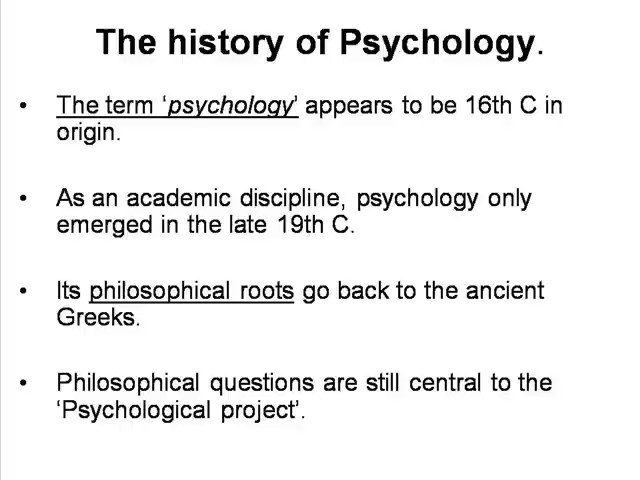 The history of Psychology.
• The term ‘psychology’ appears to be 16th C in
origin.
• As an academic discipline, psychology only
emerged in the late 19th C.
• Its philosophical roots go back to the ancient
Greeks.
• Philosophical questions are still central to the
‘Psychological project’.